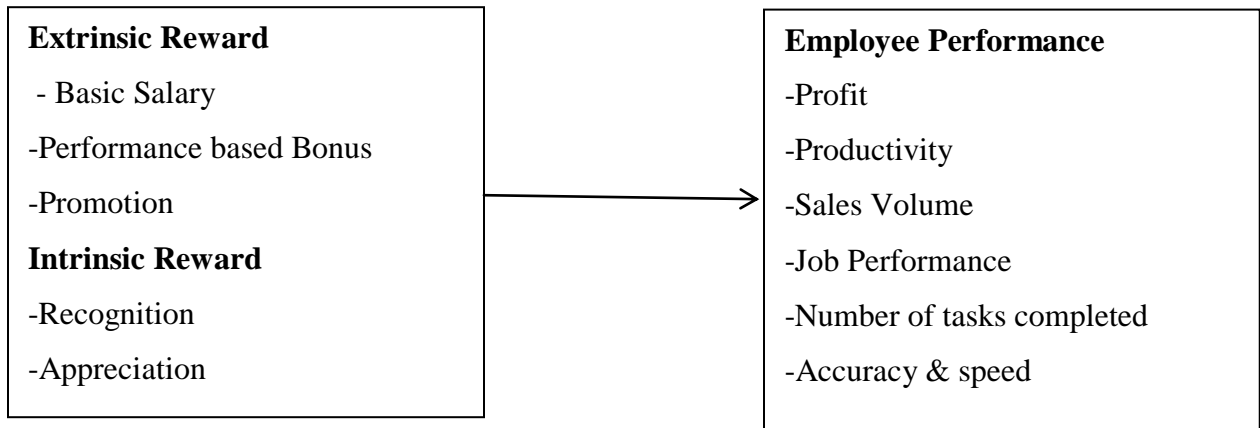 Extrinsic Reward
- Basic Salary
-Performance based Bonus
-Promotion
Intrinsic Reward
-Recognition
-Appreciation
Employee Performance
-Profit
-Productivity
-Sales Volume
-Job Performance
-Number of tasks completed
-Accuracy & speed